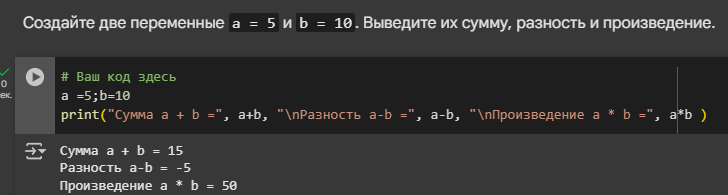 Создайте две переменные a = 5 и b = 10. Выведите их сумму, разность и произведение.
0
сек.
# Ваш код здесь
a =5;b=10
print("Сумма a + b =", a+b, "\nРазность a-b =", a-b, "\nПроизведение a * b =", a*b )
Сумма a + b = 15
Разность a-b = -5
Произведение a * b = 50